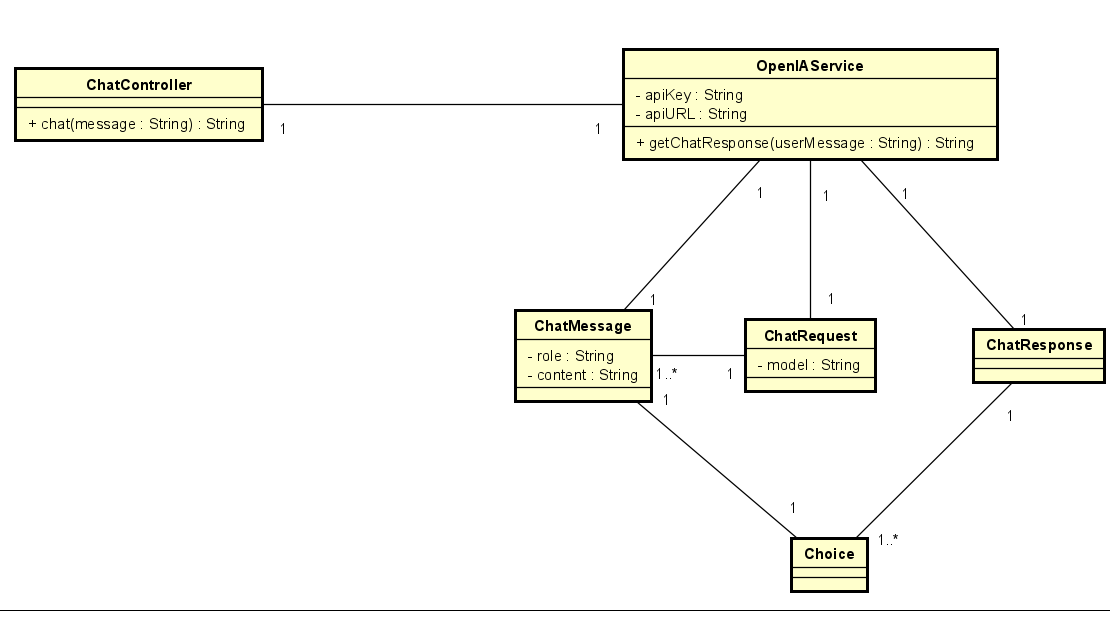 ChatController
+ chat(message : String) : String
1
1
OpenIAService
- apiKey : String
- apiURL : String
+ getChatResponse(userMessage : String) : String
1
1
1
1
1
1
ChatMessage
- role : String
- content : String
1..*
1
ChatRequest
- model : String
ChatResponse
1
1
1
1..*
Choice